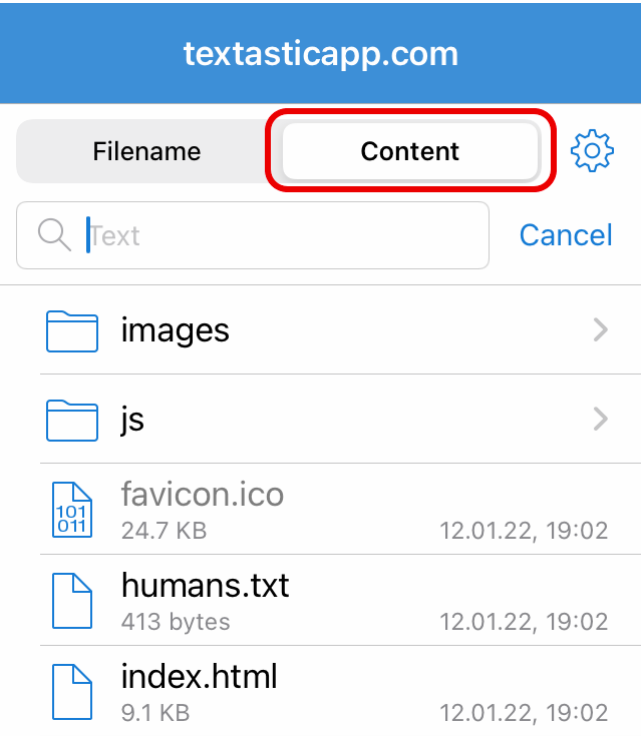 textasticapp.com
Filename Content
Text Cancel
images
js
favicon.ico
101
011
24.7 KB 12.01.22, 19:02
humans.txt
413 bytes 12.01.22, 19:02
index.html
9.1 KB 12.01.22, 19:02